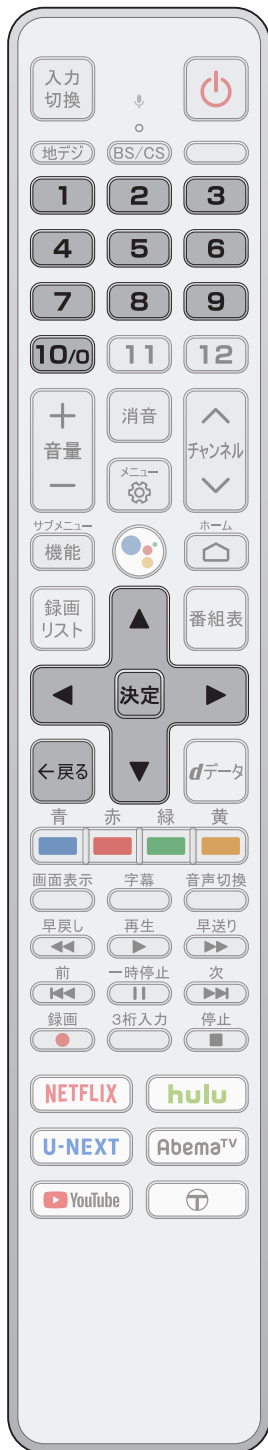 入力
切換
地デジ BS/CS
1 2 3
4 5 6
7 8 9
10/0 11 12
+ 消音
音量 チャンネル
− メニュー
サブメニュー ホーム
機能
録画 番組表
リスト
決定
←戻る dデータ
青 赤 緑 黄
画面表示 字幕 音声切換
早戻し 再生 早送り
前 一時停止 次
録画 3桁入力 停止
NETFLIX hulu
U-NEXT AbemaTV
YouTube T